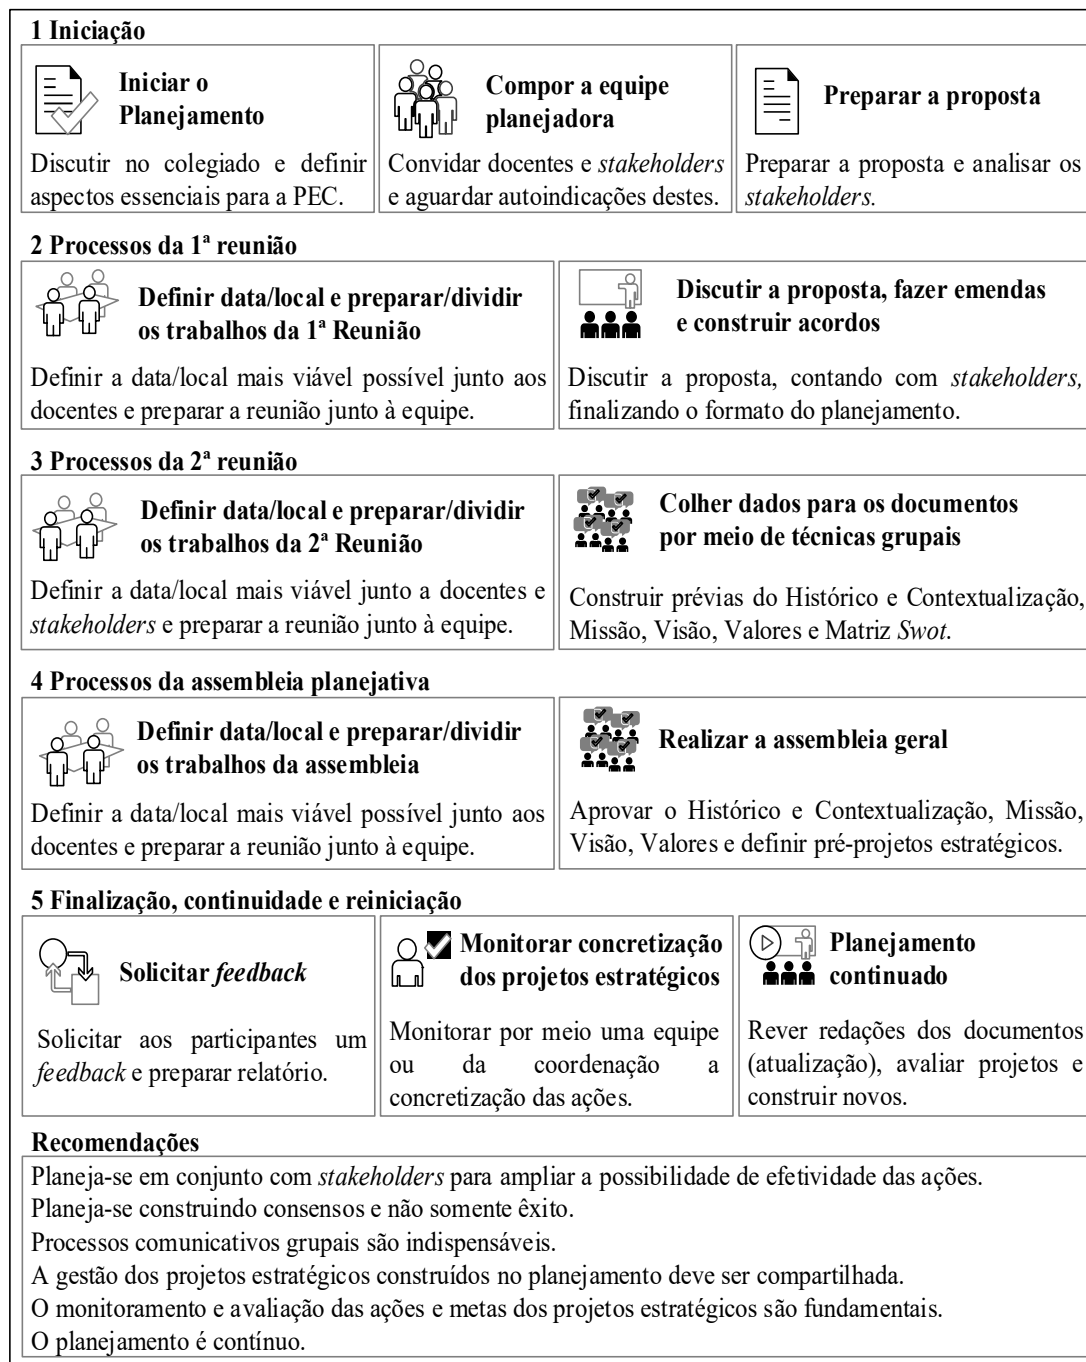 1 Iniciação
Iniciar o
Planejamento
Discutir no colegiado e definir
aspectos essenciais para a PEC.
Compor a equipe
planejadora
Convidar docentes e stakeholders
e aguardar autoindicações destes.
Preparar a proposta
Preparar a proposta e analisar os
stakeholders.
2 Processos da 1ª reunião
Definir data/local e preparar/dividir
os trabalhos da 1ª Reunião
Definir a data/local mais viável possível junto aos
docentes e preparar a reunião junto à equipe.
Discutir a proposta, fazer emendas
e construir acordos
Discutir a proposta, contando com stakeholders,
finalizando o formato do planejamento.
3 Processos da 2ª reunião
Definir data/local e preparar/dividir
os trabalhos da 2ª Reunião
Definir a data/local mais viável junto a docentes e
stakeholders e preparar a reunião junto à equipe.
Colher dados para os documentos
por meio de técnicas grupais
Construir prévias do Histórico e Contextualização,
Missão, Visão, Valores e Matriz Swot.
4 Processos da assembleia planejativa
Definir data/local e preparar/dividir
os trabalhos da assembleia
Definir a data/local mais viável possível junto aos
docentes e preparar a reunião junto à equipe.
Realizar a assembleia geral
Aprovar o Histórico e Contextualização, Missão,
Visão, Valores e definir pré-projetos estratégicos.
5 Finalização, continuidade e reiniciação
Solicitar feedback
Solicitar aos participantes um
feedback e preparar relatório.
Monitorar concretização
dos projetos estratégicos
Monitorar por meio uma equipe
ou da coordenação a
concretização das ações.
Planejamento
continuado
Rever redações dos documentos
(atualização), avaliar projetos e
construir novos.
Recomendações
Planeja-se em conjunto com stakeholders para ampliar a possibilidade de efetividade das ações.
Planeja-se construindo consensos e não somente êxito.
Processos comunicativos grupais são indispensáveis.
A gestão dos projetos estratégicos construídos no planejamento deve ser compartilhada.
O monitoramento e avaliação das ações e metas dos projetos estratégicos são fundamentais.
O planejamento é contínuo.